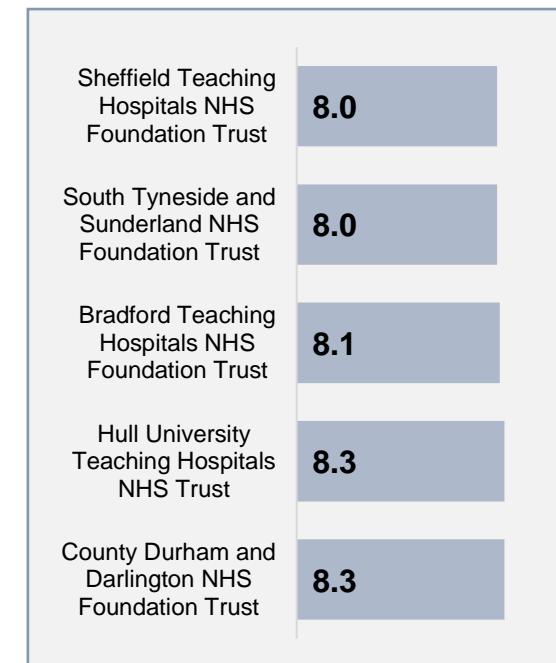 Sheffield Teaching
Hospitals NHS
Foundation Trust
8.0
South Tyneside and
Sunderland NHS
Foundation Trust
8.0
Bradford Teaching
Hospitals NHS
Foundation Trust
8.1
Hull University
Teaching Hospitals
NHS Trust
8.3
County Durham and
Darlington NHS
Foundation Trust
8.3